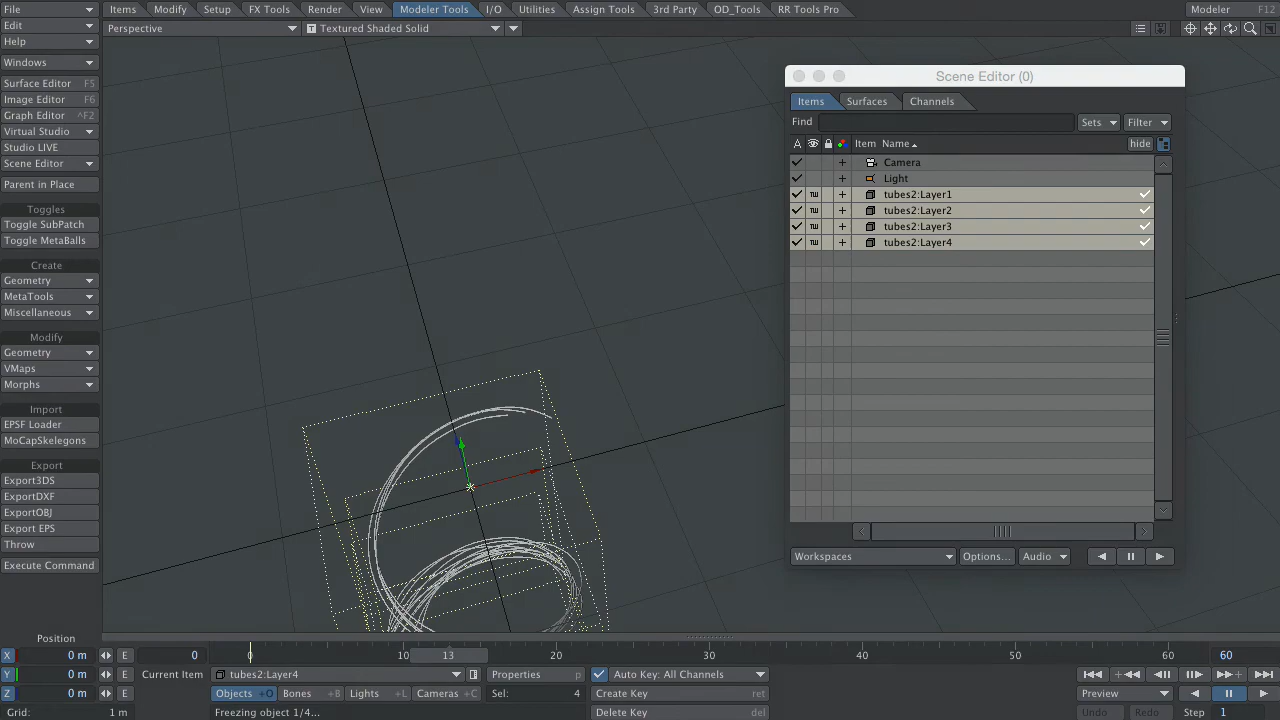 File Items Modify Setup FX Tools Render View Modeler Tools I/O Utilities Assign Tools 3rd Party OD_Tools RR Tools Pro Modeler F12
Edit Perspective Textured Shaded Solid
Help
Windows
Surface Editor F5
Image Editor F6
Graph Editor ^F2
Virtual Studio
Studio LIVE
Scene Editor
Parent in Place
Toggles
Toggle SubPatch
Toggle MetaBalls
Create
Geometry
MetaTools
Miscellaneous
Modify
Geometry
VMaps
Morphs
Import
EPSF Loader
MoCapSkelegons
Export
Export3DS
ExportDXF
ExportOBJ
Export EPS
Throw
Execute Command
Scene Editor (0)
Items Surfaces Channels
Find Sets Filter
A Item Name hide
Camera
Light
tubes2:Layer1
tubes2:Layer2
tubes2:Layer3
tubes2:Layer4
Workspaces Options... Audio
Position
X 0 m E 0 0 10 13 20 30 40 50 60 60
Y 0 m E Current Item tubes2:Layer4 Properties p Auto Key: All Channels
Z 0 m E Objects +O Bones +B Lights +L Cameras +C Sel: 4 Create Key ret Preview
Grid: 1 m Freezing object 1/4... Delete Key del Undo Redo Step 1